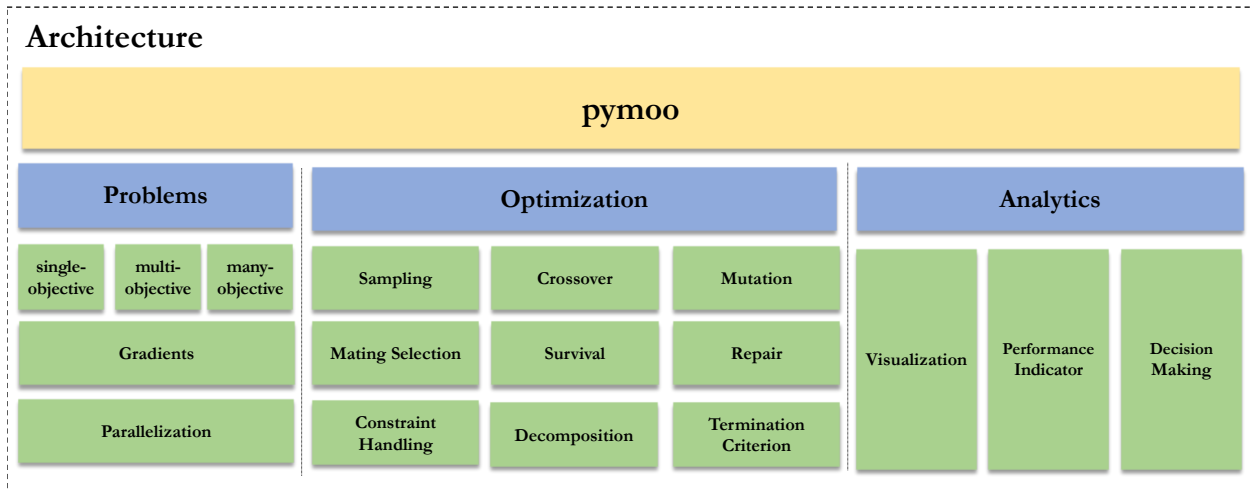 Architecture
pymoo
Problems
Optimization
Analytics
single-
objective
multi-
objective
many-
objective
Gradients
Parallelization
Sampling
Crossover
Mutation
Mating Selection
Survival
Repair
Constraint
Handling
Decomposition
Termination
Criterion
Visualization
Performance
Indicator
Decision
Making